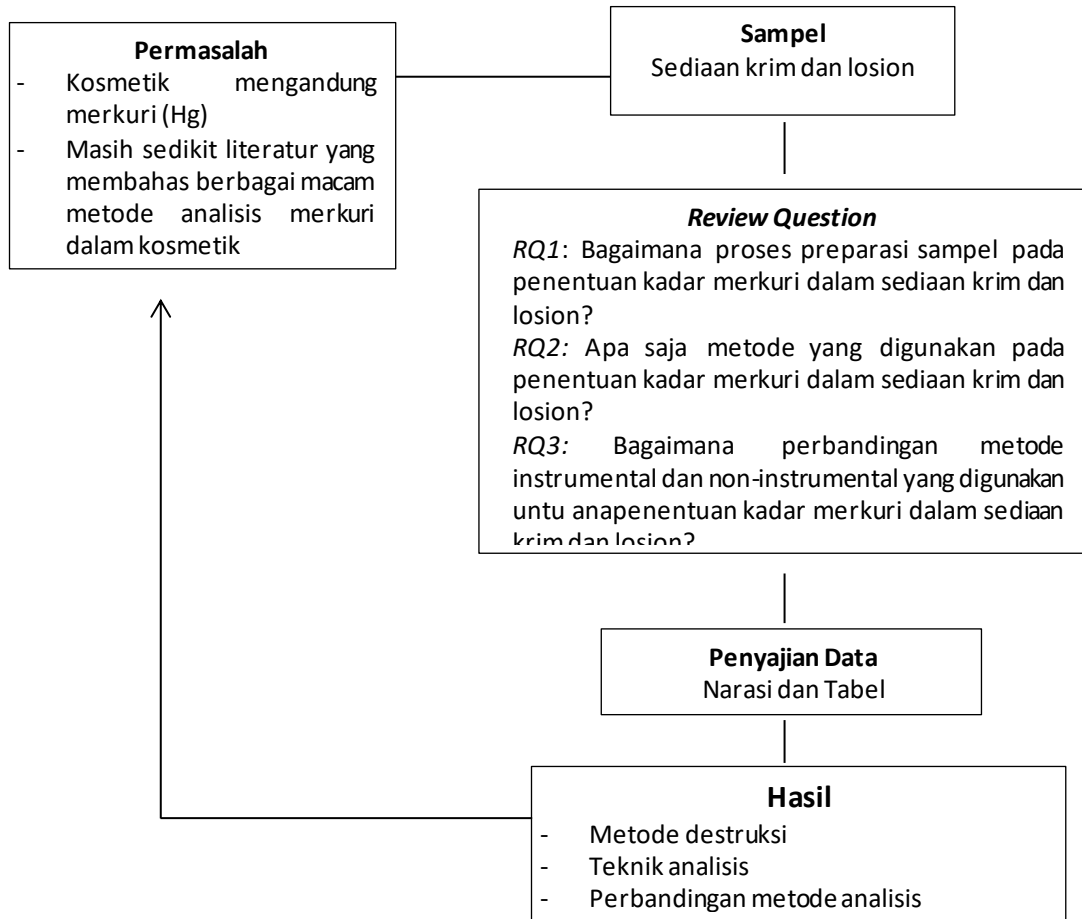 Permasalah
- Kosmetik mengandung
merkuri (Hg)
- Masih sedikit literatur yang
membahas berbagai macam
metode analisis merkuri
dalam kosmetik
Sampel
Sediaan krim dan losion
Review Question
RQ1: Bagaimana proses preparasi sampel pada
penentuan kadar merkuri dalam sediaan krim dan
losion?
RQ2: Apa saja metode yang digunakan pada
penentuan kadar merkuri dalam sediaan krim dan
losion?
RQ3: Bagaimana perbandingan metode
instrumental dan non-instrumental yang digunakan
untu anapenentuan kadar merkuri dalam sediaan
krim dan losion?
Penyajian Data
Narasi dan Tabel
Hasil
- Metode destruksi
- Teknik analisis
- Perbandingan metode analisis